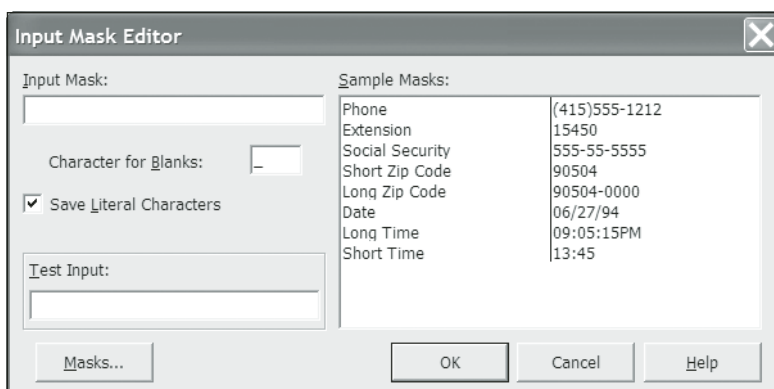 Input Mask Editor
Input Mask:
Character for Blanks: _
Save Literal Characters
Test Input:
Masks...
Sample Masks:
Phone (415)555-1212
Extension 15450
Social Security 555-55-5555
Short Zip Code 90504
Long Zip Code 90504-0000
Date 06/27/94
Long Time 09:05:15PM
Short Time 13:45
OK Cancel Help